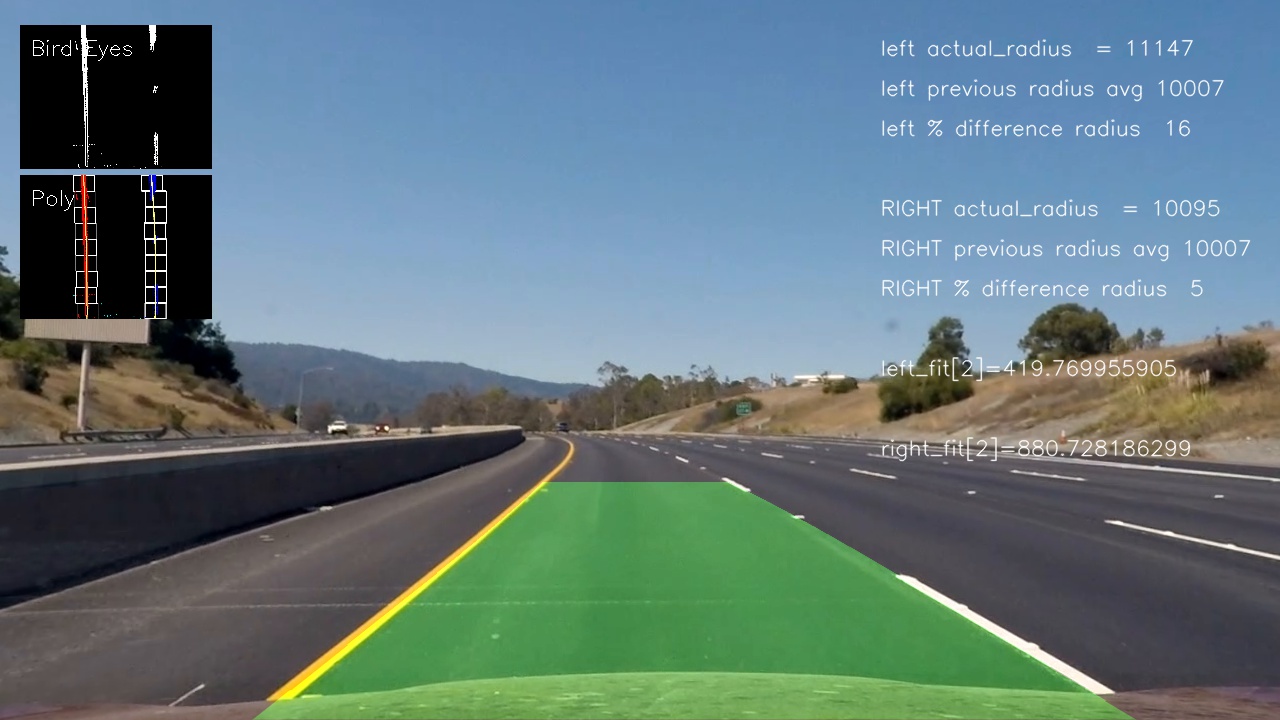 Bird' Eyes
Poly
left actual_radius = 11147
left previous radius avg 10007
left % difference radius 16
RIGHT actual_radius = 10095
RIGHT previous radius avg 10007
RIGHT % difference radius 5
left_fit[2]=419.769955905
right_fit[2]=880.728186299